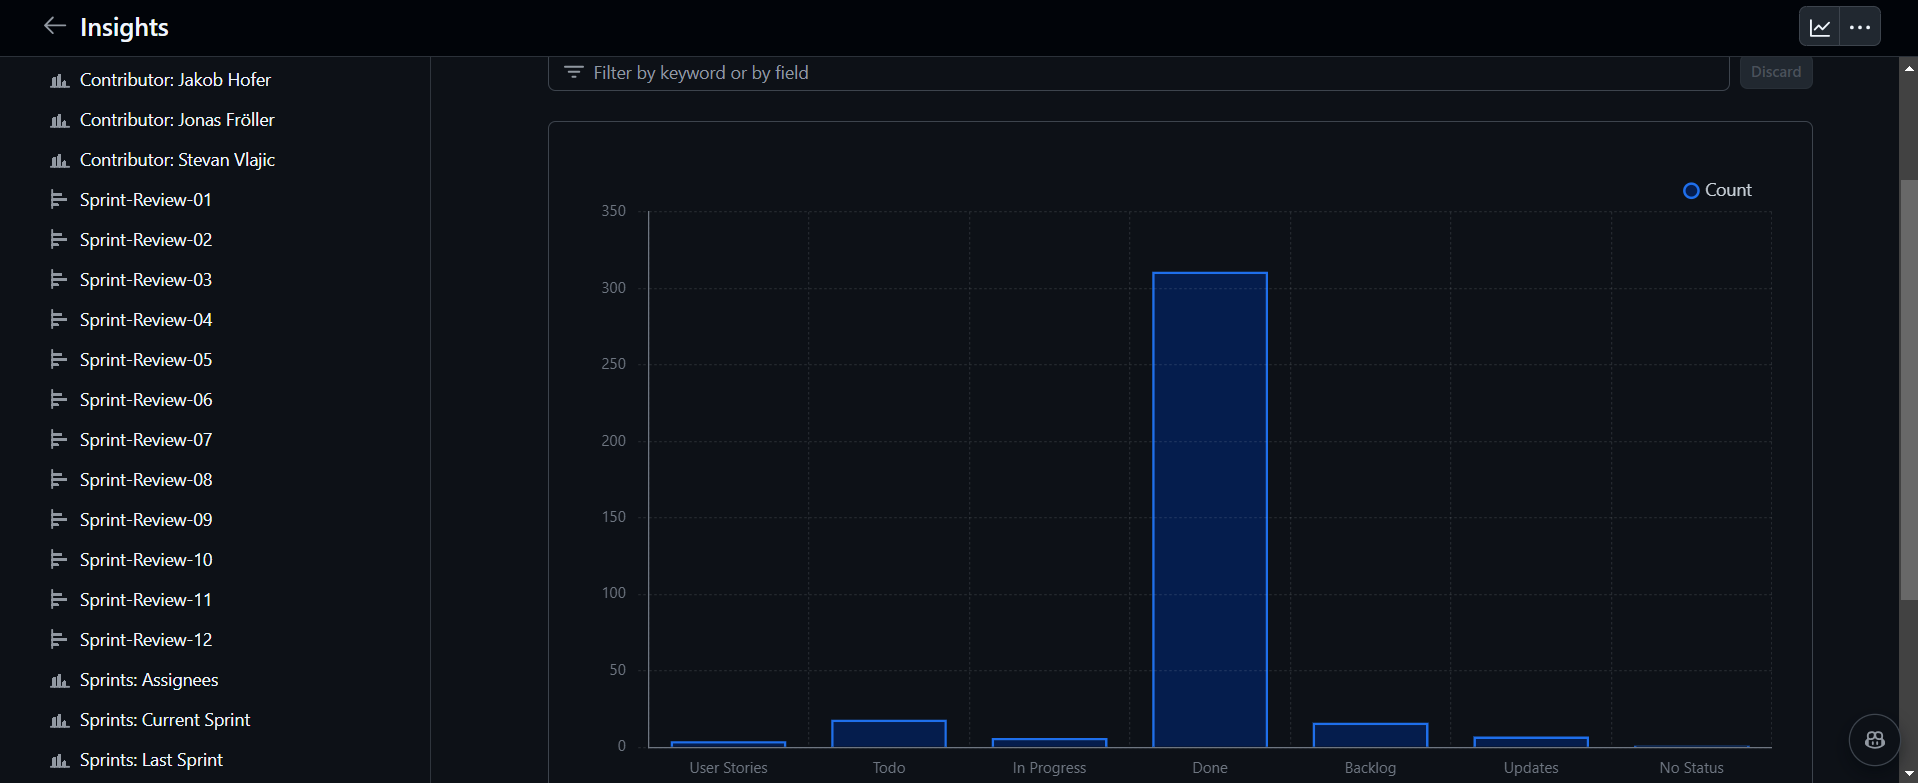 Insights
Contributor: Jakob Hofer
Contributor: Jonas Fröller
Contributor: Stevan Vlajic
Sprint-Review-01
Sprint-Review-02
Sprint-Review-03
Sprint-Review-04
Sprint-Review-05
Sprint-Review-06
Sprint-Review-07
Sprint-Review-08
Sprint-Review-09
Sprint-Review-10
Sprint-Review-11
Sprint-Review-12
Sprints: Assignees
Sprints: Current Sprint
Sprints: Last Sprint
Filter by keyword or by field
Discard
Count
350
300
250
200
150
100
50
0
User Stories
Todo
In Progress
Done
Backlog
Updates
No Status